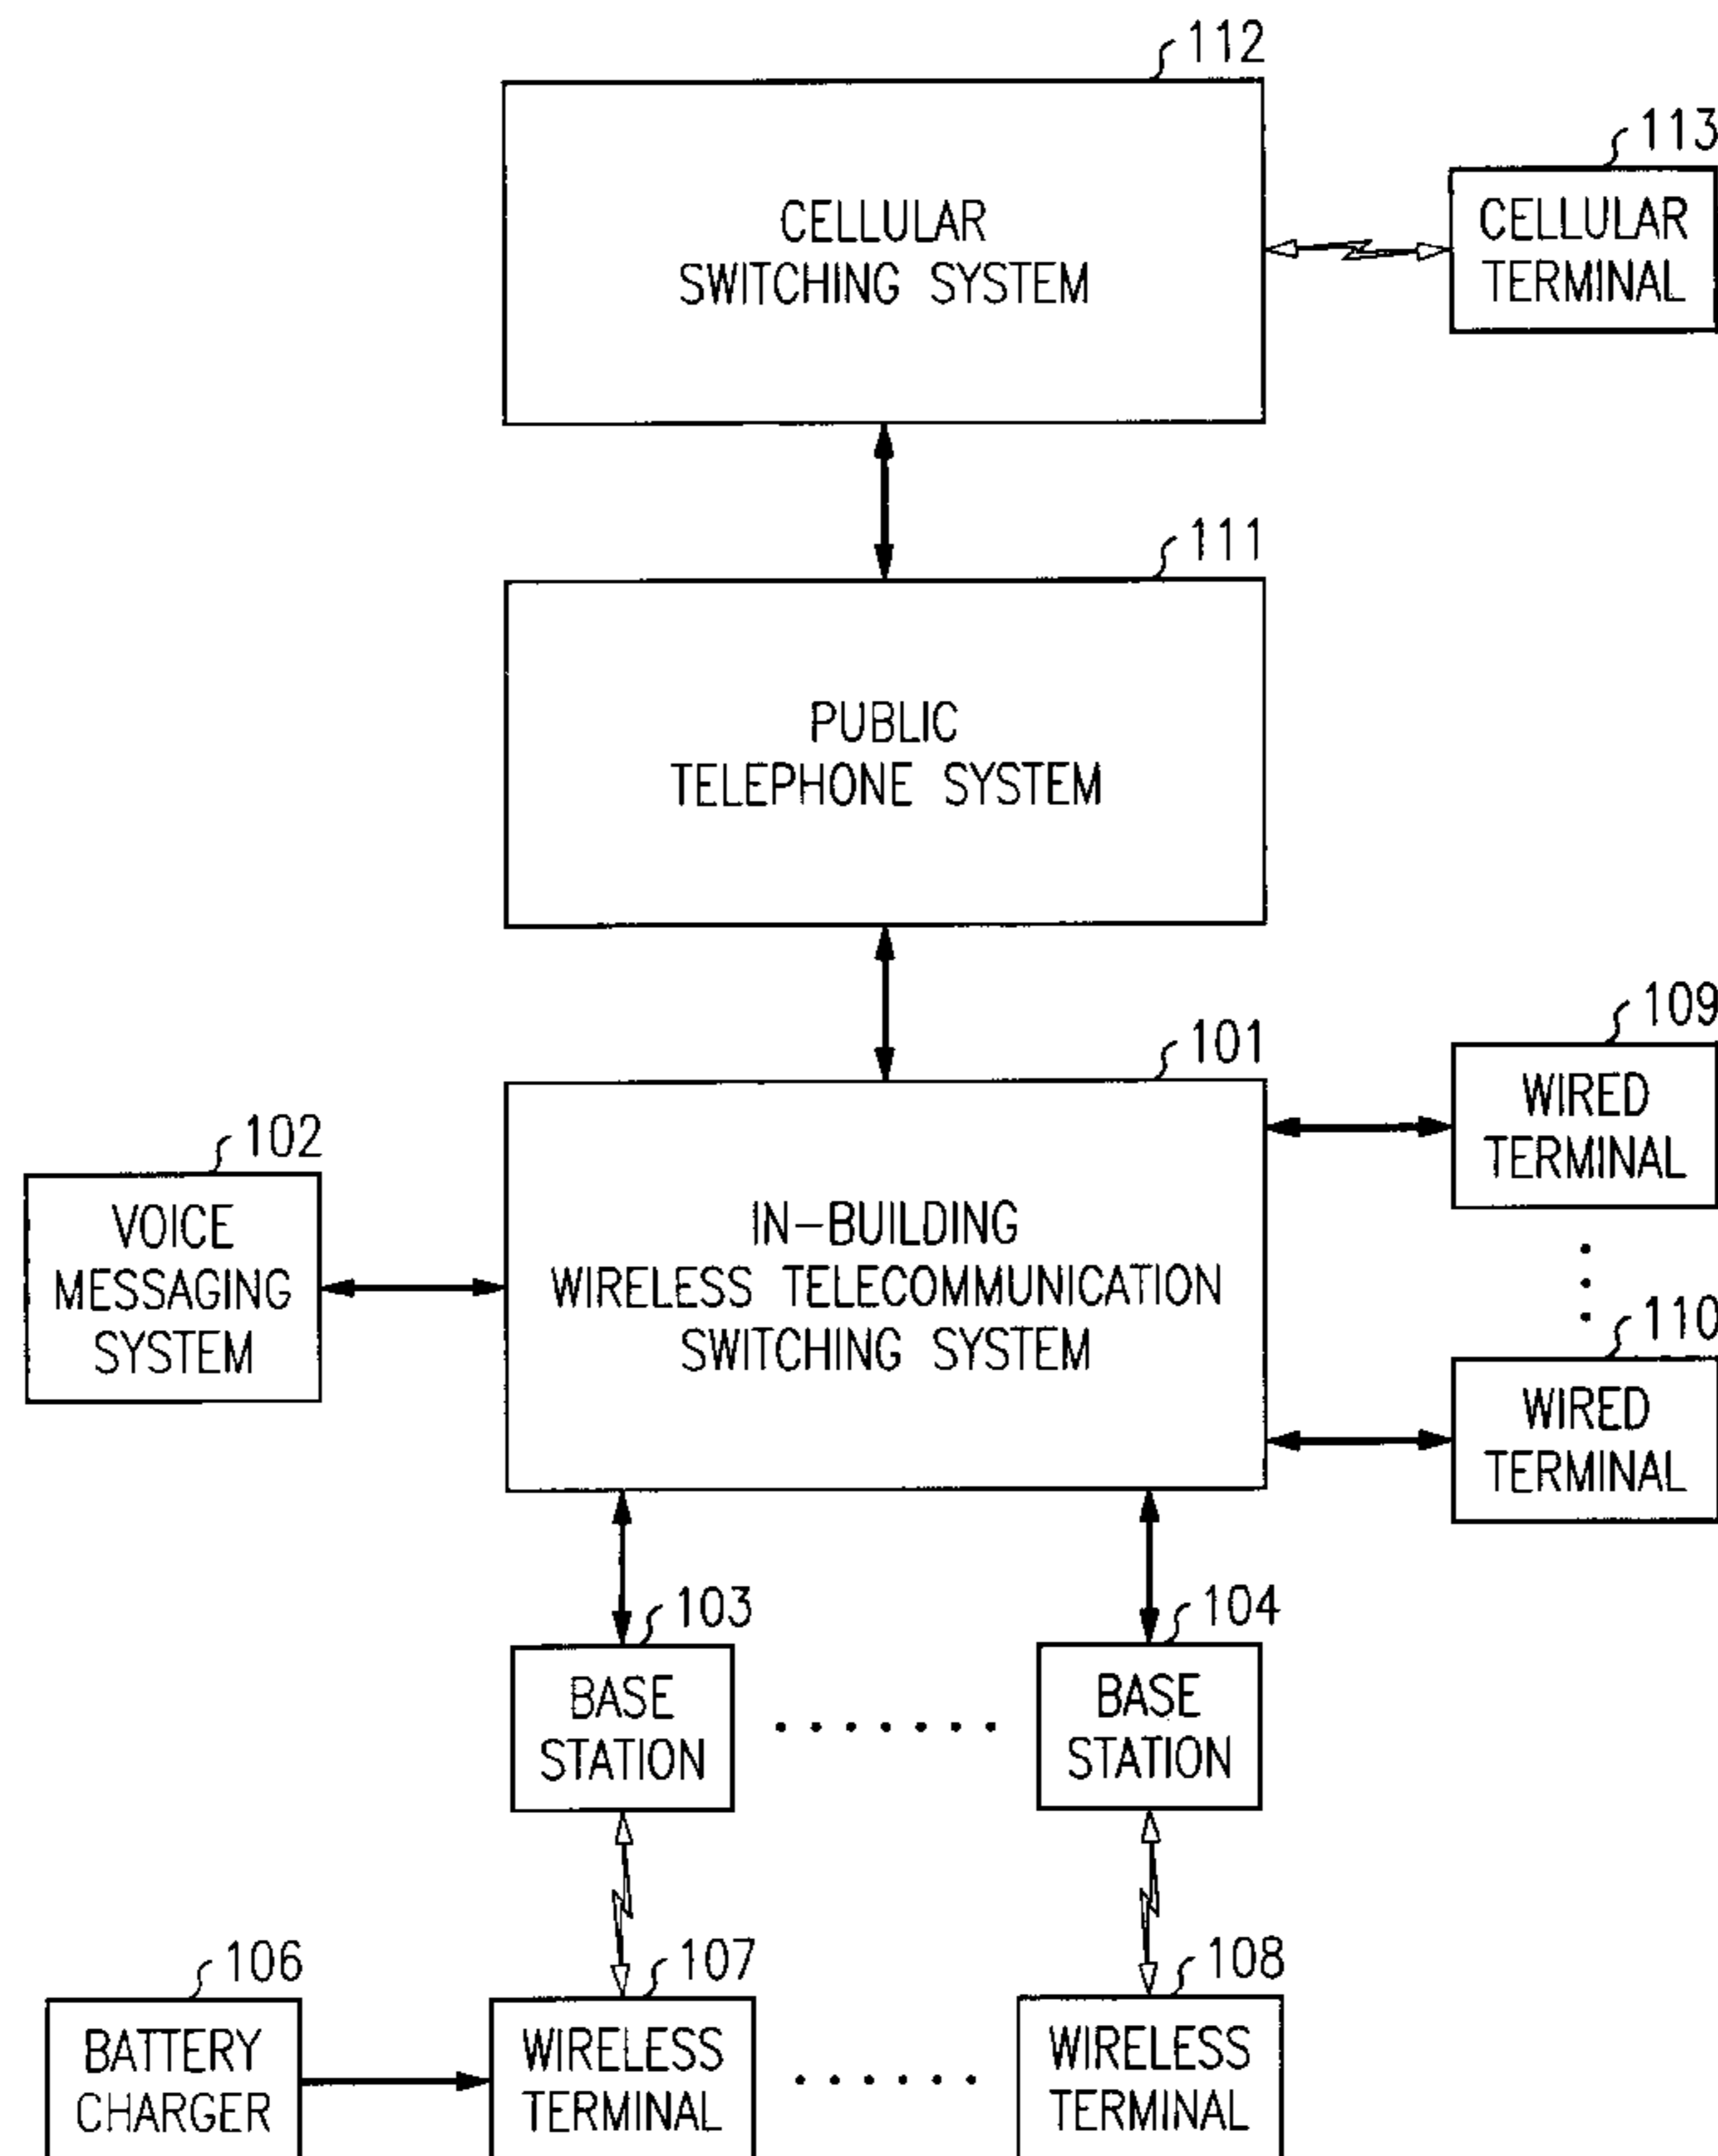 112
CELLULAR
SWITCHING SYSTEM
113
CELLULAR
TERMINAL
111
PUBLIC
TELEPHONE SYSTEM
101
IN-BUILDING
WIRELESS TELECOMMUNICATION
SWITCHING SYSTEM
109
WIRED
TERMINAL
102
VOICE
MESSAGING
SYSTEM
110
WIRED
TERMINAL
103
BASE
STATION
104
BASE
STATION
106
BATTERY
CHARGER
107
WIRELESS
TERMINAL
108
WIRELESS
TERMINAL